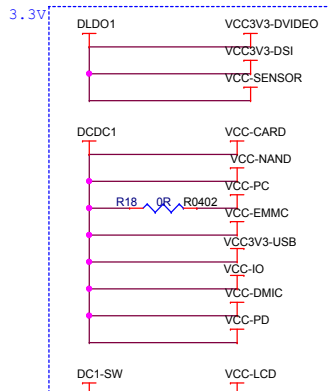 3.3V
DLDO1 VCC3V3-DVIDEO
VCC3V3-DSI
VCC-SENSOR
DCDC1 VCC-CARD
VCC-NAND
VCC-PC
R18 0R R0402
VCC-EMMC
VCC3V3-USB
VCC-IO
VCC-DMIC
VCC-PD
DC1-SW VCC-LCD